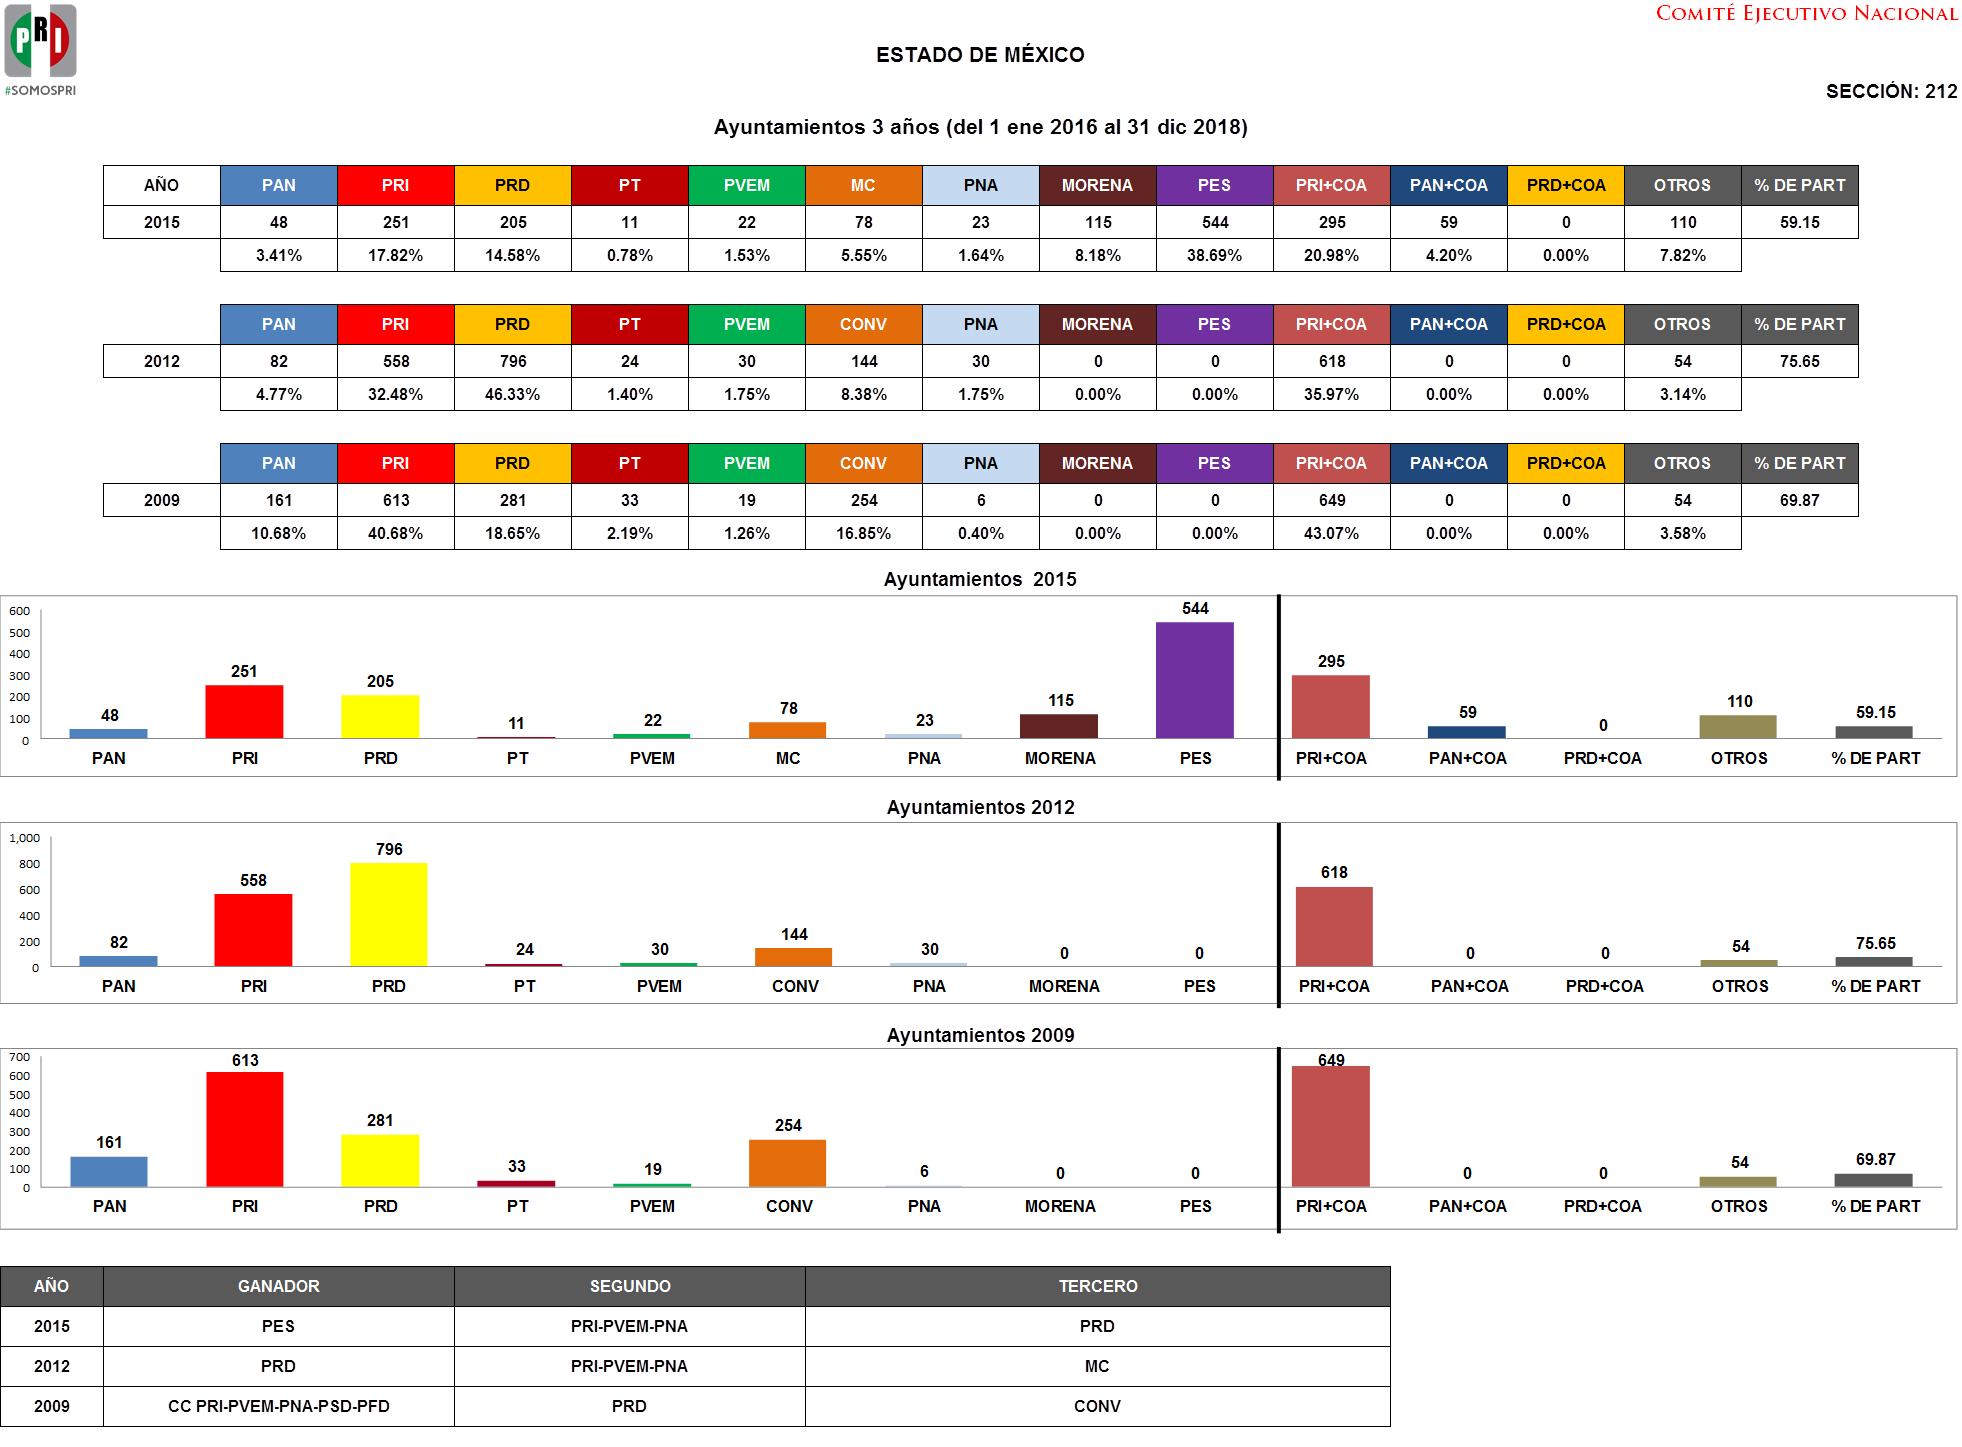 PRI
#SOMOSPRI
COMITÉ EJECUTIVO NACIONAL
ESTADO DE MÉXICO
SECCIÓN: 212
Ayuntamientos 3 años (del 1 ene 2016 al 31 dic 2018)
AÑO PAN PRI PRD PT PVEM MC PNA MORENA PES PRI+COA PAN+COA PRD+COA OTROS % DE PART
2015 48 251 205 11 22 78 23 115 544 295 59 0 110 59.15
3.41% 17.82% 14.58% 0.78% 1.53% 5.55% 1.64% 8.18% 38.69% 20.98% 4.20% 0.00% 7.82%
PAN PRI PRD PT PVEM CONV PNA MORENA PES PRI+COA PAN+COA PRD+COA OTROS % DE PART
2012 82 558 796 24 30 144 30 0 0 618 0 0 54 75.65
4.77% 32.48% 46.33% 1.40% 1.75% 8.38% 1.75% 0.00% 0.00% 35.97% 0.00% 0.00% 3.14%
PAN PRI PRD PT PVEM CONV PNA MORENA PES PRI+COA PAN+COA PRD+COA OTROS % DE PART
2009 161 613 281 33 19 254 6 0 0 649 0 0 54 69.87
10.68% 40.68% 18.65% 2.19% 1.26% 16.85% 0.40% 0.00% 0.00% 43.07% 0.00% 0.00% 3.58%
Ayuntamientos 2015
600
500
400
300
200
100
0
48 251 205 11 22 78 23 115 544 295 59 0 110 59.15
PAN PRI PRD PT PVEM MC PNA MORENA PES PRI+COA PAN+COA PRD+COA OTROS % DE PART
Ayuntamientos 2012
1,000
800
600
400
200
0
82 558 796 24 30 144 30 0 0 618 0 0 54 75.65
PAN PRI PRD PT PVEM CONV PNA MORENA PES PRI+COA PAN+COA PRD+COA OTROS % DE PART
Ayuntamientos 2009
700
600
500
400
300
200
100
0
161 613 281 33 19 254 6 0 0 649 0 0 54 69.87
PAN PRI PRD PT PVEM CONV PNA MORENA PES PRI+COA PAN+COA PRD+COA OTROS % DE PART
AÑO GANADOR SEGUNDO TERCERO
2015 PES PRI-PVEM-PNA PRD
2012 PRD PRI-PVEM-PNA MC
2009 CC PRI-PVEM-PNA-PSD-PFD PRD CONV